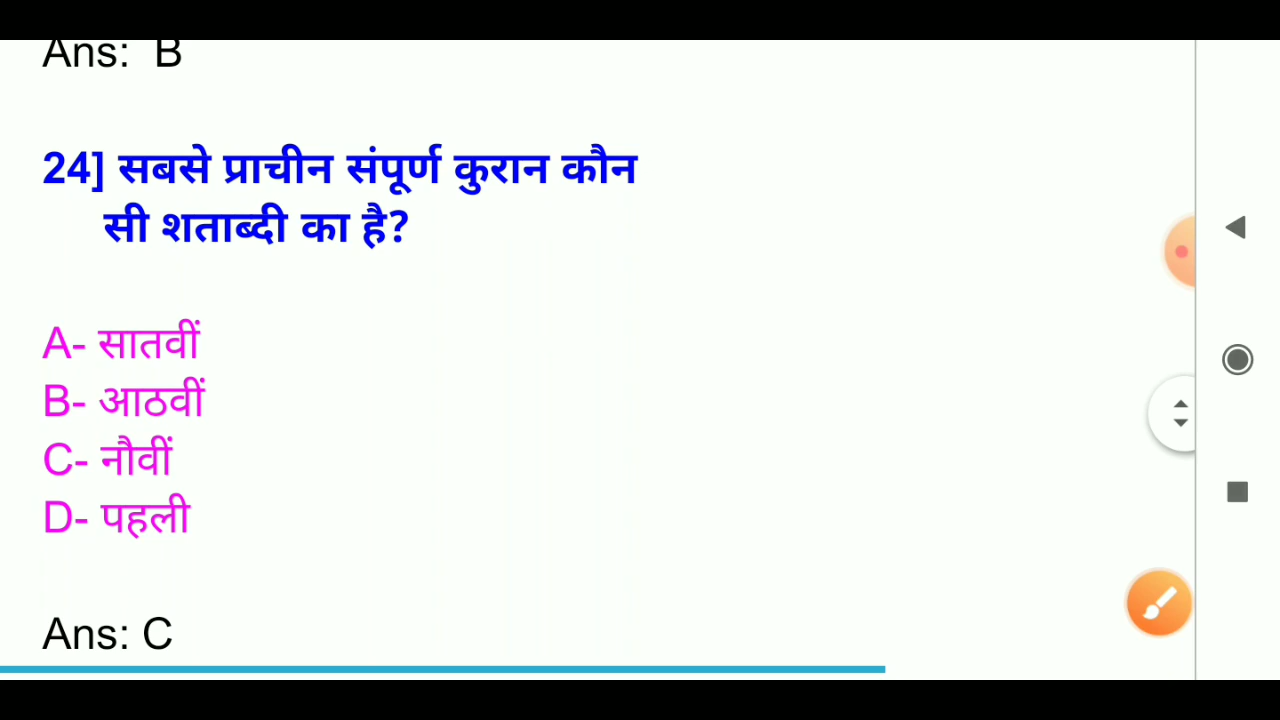 Ans: B
24] सबसे प्राचीन संपूर्ण कुरान कौन
सी शताब्दी का है?
A- सातवीं
B- आठवीं
C- नौवीं
D- पहली
Ans: C